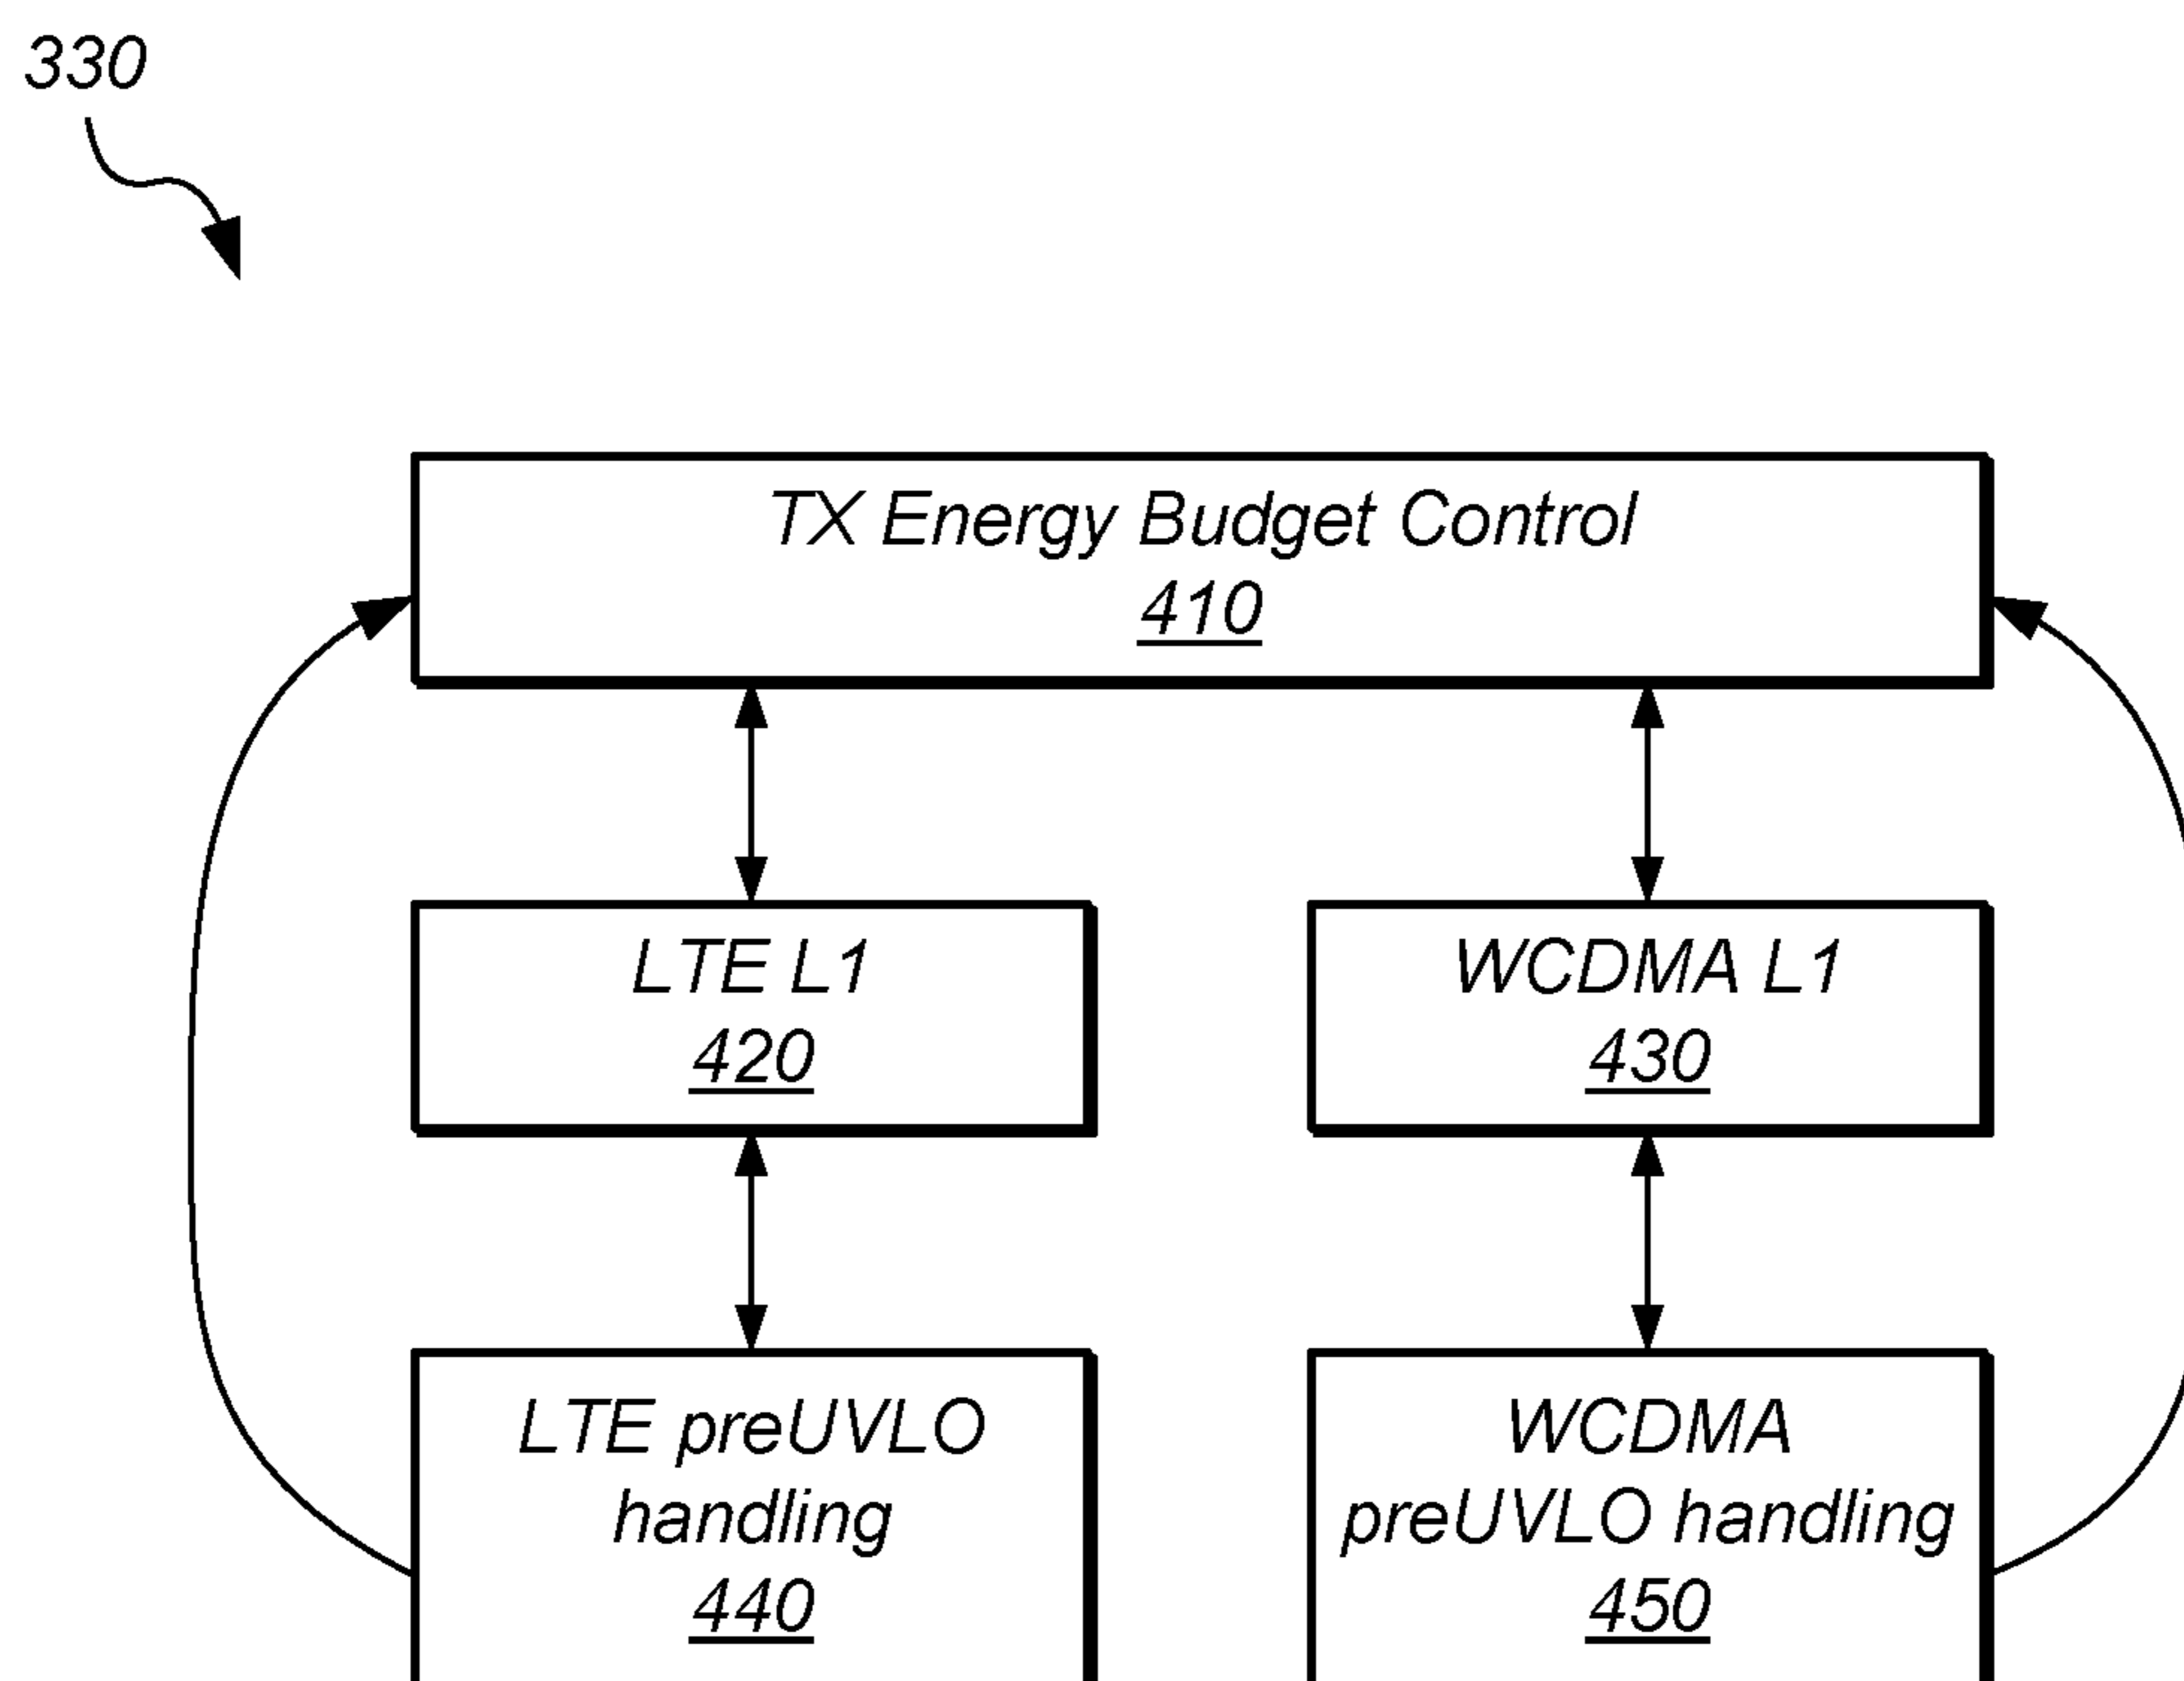 330
TX Energy Budget Control
410
LTE L1
420
WCDMA L1
430
LTE preUVLO
handling
440
WCDMA
preUVLO handling
450